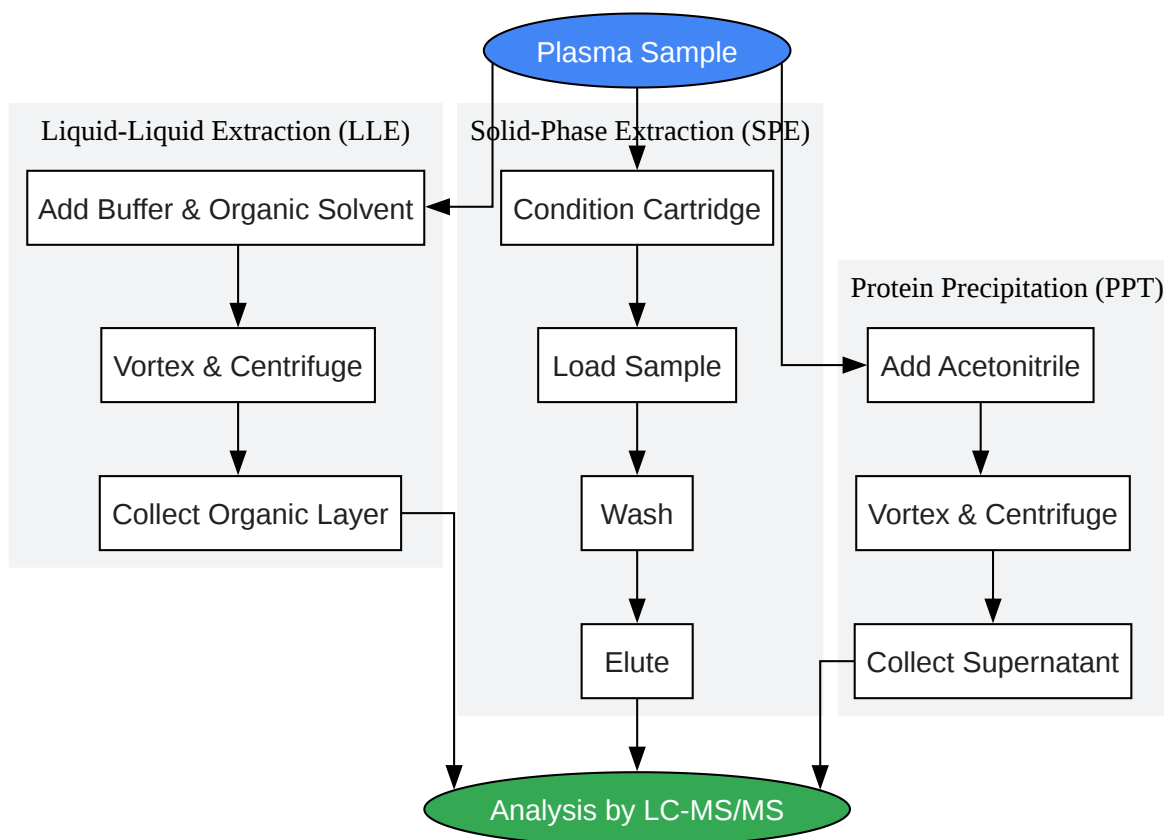 Plasma Sample
Liquid-Liquid Extraction (LLE)
Add Buffer & Organic Solvent
Vortex & Centrifuge
Collect Organic Layer
Solid-Phase Extraction (SPE)
Condition Cartridge
Load Sample
Wash
Elute
Protein Precipitation (PPT)
Add Acetonitrile
Vortex & Centrifuge
Collect Supernatant
Analysis by LC-MS/MS